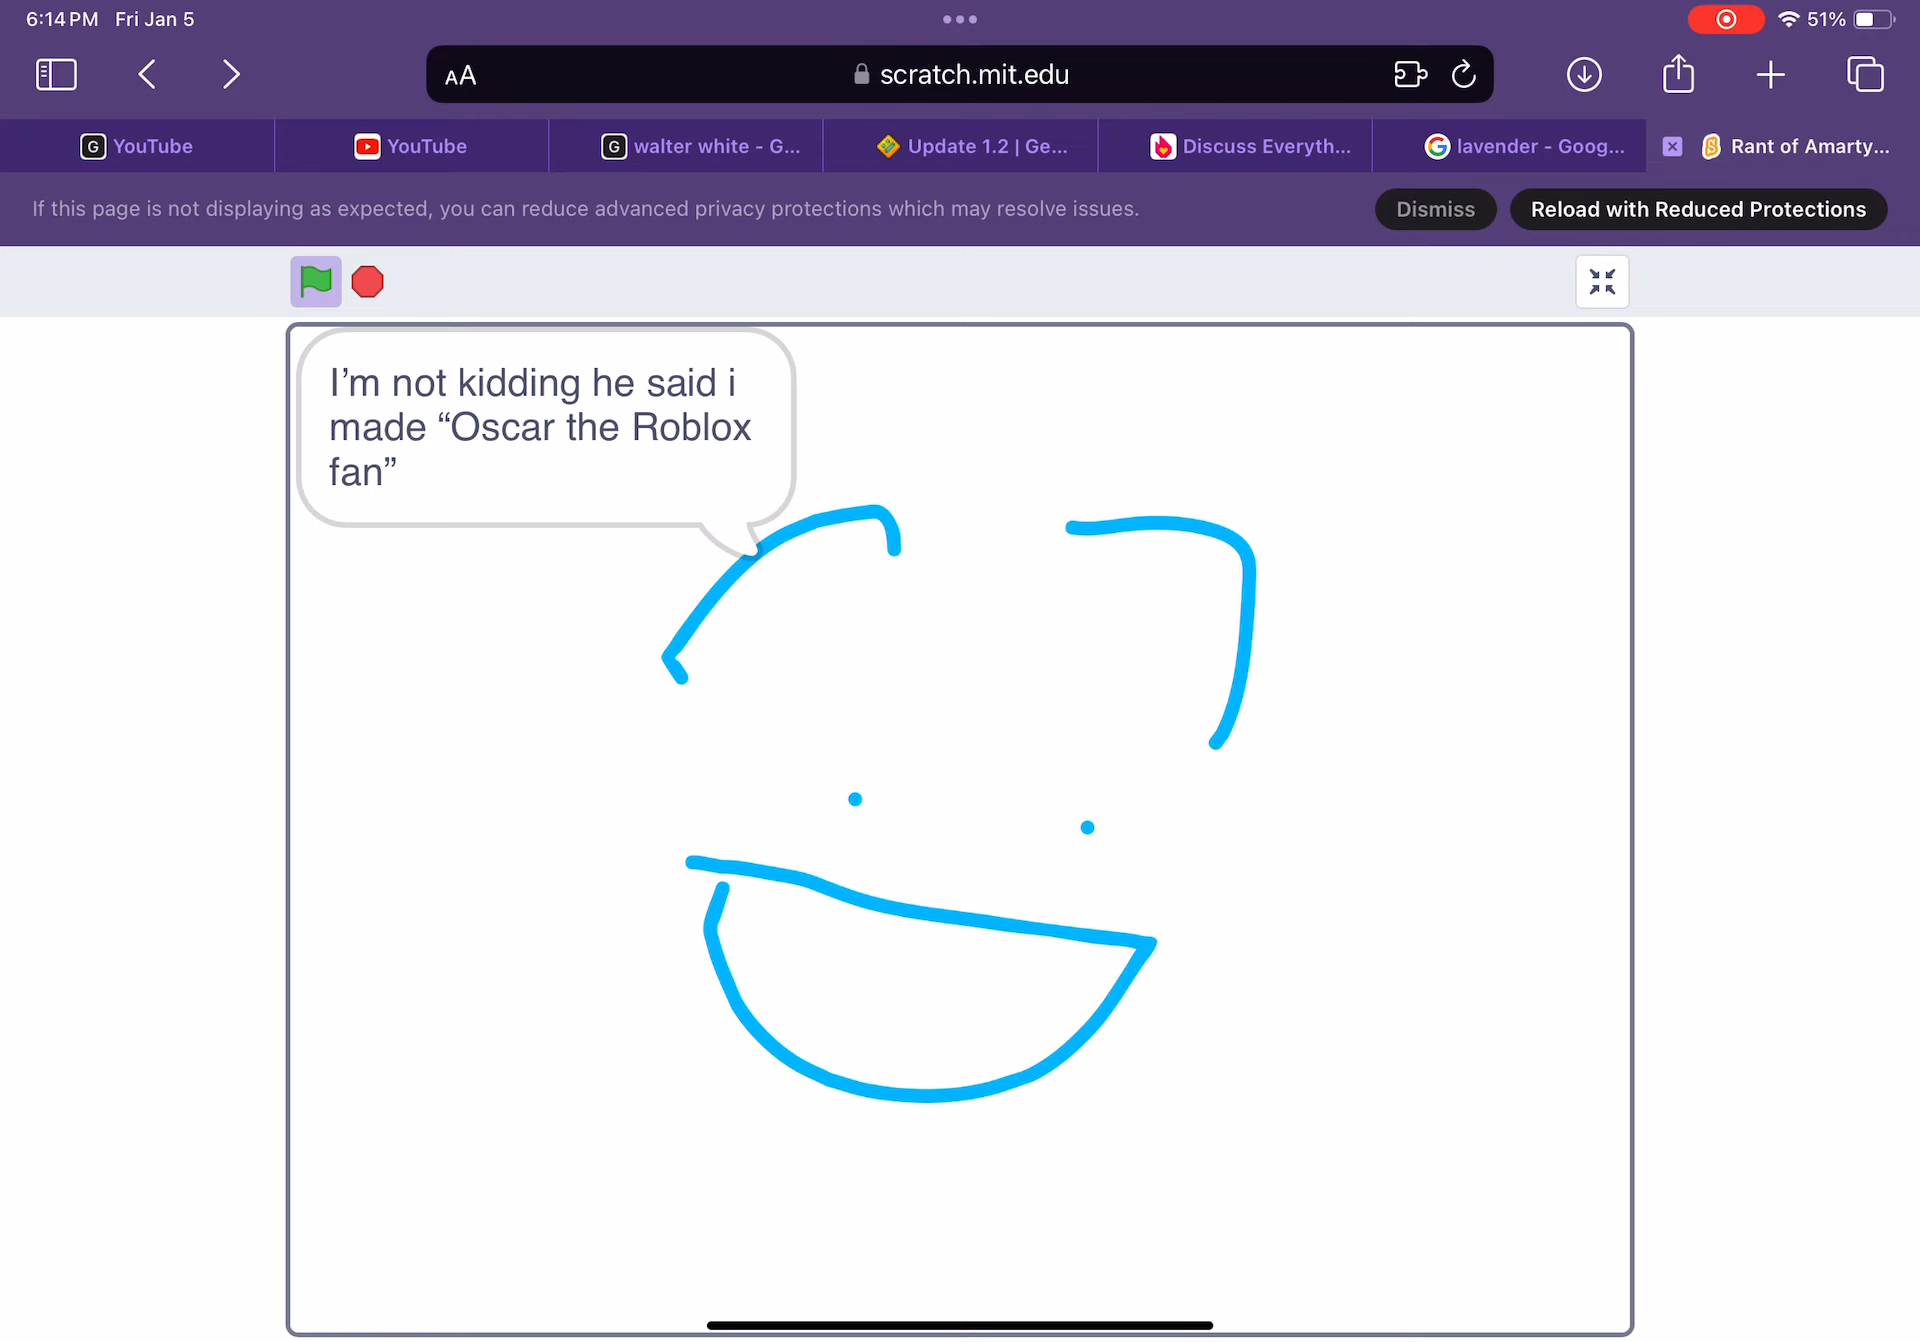 6:14 PM Fri Jan 5
51%
AA
scratch.mit.edu
G YouTube
YouTube
G walter white - G...
Update 1.2 | Ge...
Discuss Everyth...
G lavender - Goog...
Rant of Amarty...
If this page is not displaying as expected, you can reduce advanced privacy protections which may resolve issues.
Dismiss
Reload with Reduced Protections
I’m not kidding he said i
made “Oscar the Roblox
fan”